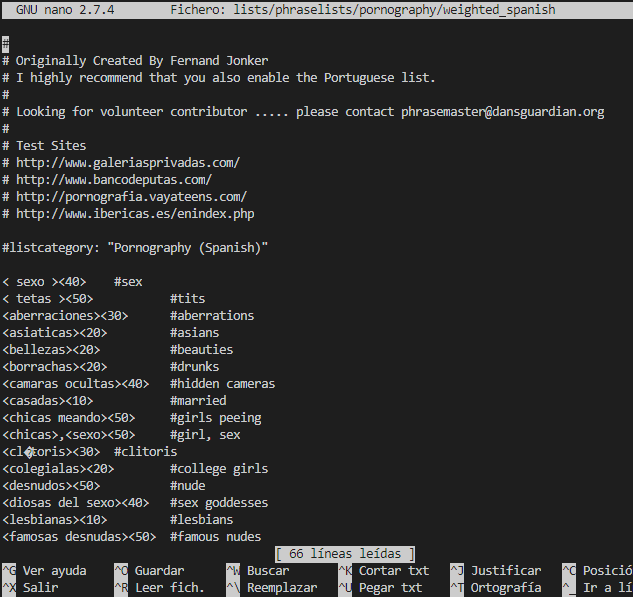 GNU nano 2.7.4 Fichero: lists/phraselists/pornography/weighted_spanish
#
# Originally Created By Fernand Jonker
# I highly recommend that you also enable the Portuguese list.
#
# Looking for volunteer contributor ..... please contact phrasemaster@dansguardian.org
#
# Test Sites
# http://www.galeriasprivadas.com/
# http://www.bancodeputas.com/
# http://pornografia.vayateens.com/
# http://www.ibericas.es/enindex.php
#listcategory: "Pornography (Spanish)"
< sexo ><40> #sex
< tetas ><50> #tits
<aberraciones><30> #aberrations
<asiaticas><20> #asians
<bellezas><20> #beauties
<borrachas><20> #drunks
<camaras ocultas><40> #hidden cameras
<casadas><10> #married
<chicas meando><50> #girls peeing
<chicas>,<sexo><50> #girl, sex
<cl�toris><30> #clitoris
<colegialas><20> #college girls
<desnudos><50> #nude
<diosas del sexo><40> #sex goddesses
<lesbianas><10> #lesbians
<famosas desnudas><50> #famous nudes
[ 66 líneas leídas ]
^G Ver ayuda ^O Guardar ^W Buscar ^K Cortar txt ^J Justificar ^C Posició
^X Salir ^R Leer fich. ^\ Reemplazar ^U Pegar txt ^T Ortografía ^_ Ir a lí